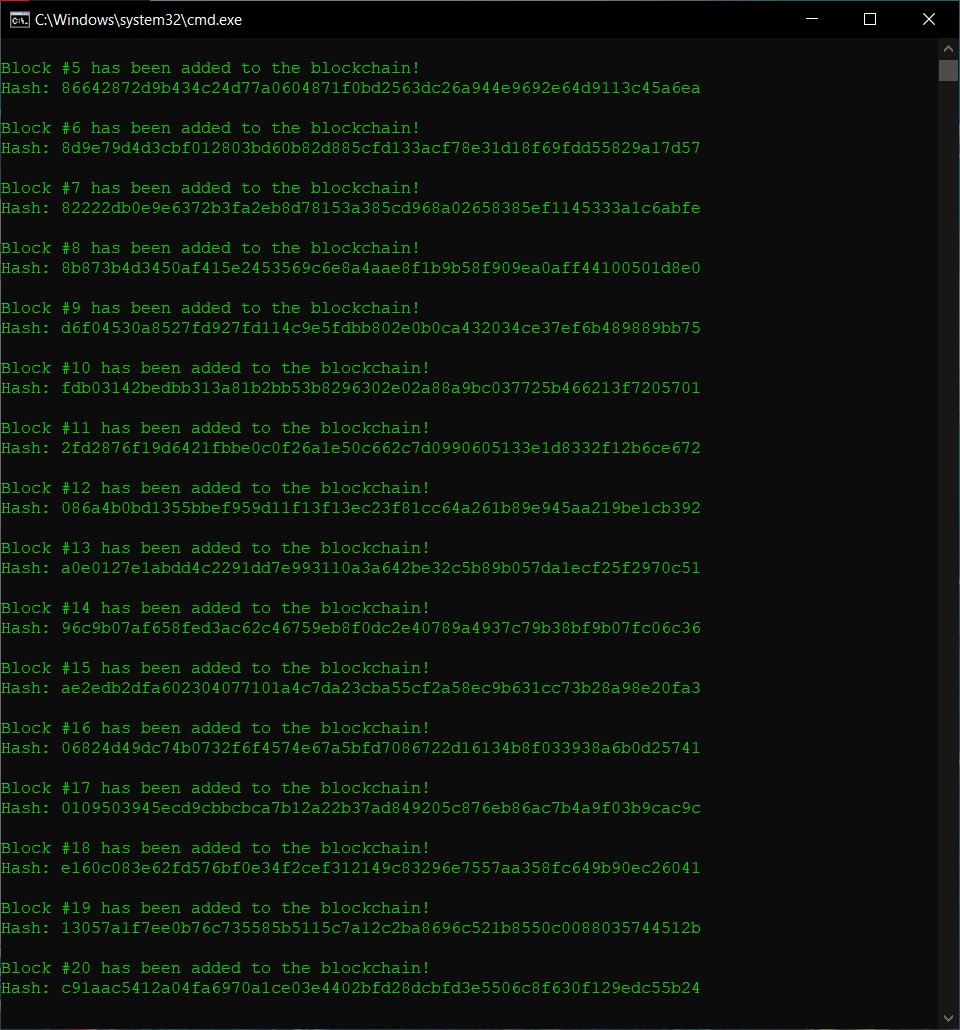 C:\Windows\system32\cmd.exe
Block #5 has been added to the blockchain!
Hash: 86642872d9b434c24d77a0604871f0bd2563dc26a944e9692e64d9113c45a6ea
Block #6 has been added to the blockchain!
Hash: 8d9e79d4d3cbf012803bd60b82d885cfd133acf78e31d18f69fdd55829a17d57
Block #7 has been added to the blockchain!
Hash: 82222db0e9e6372b3fa2eb8d78153a385cd968a02658385ef1145333a1c6abfe
Block #8 has been added to the blockchain!
Hash: 8b873b4d3450af415e2453569c6e8a4aae8f1b9b58f909ea0aff44100501d8e0
Block #9 has been added to the blockchain!
Hash: d6f04530a8527fd927fd114c9e5fdbb802e0b0ca432034ce37ef6b489889bb75
Block #10 has been added to the blockchain!
Hash: fdb03142bedbb313a81b2bb53b8296302e02a88a9bc037725b466213f7205701
Block #11 has been added to the blockchain!
Hash: 2fd2876f19d6421fbbe0c0f26a1e50c662c7d0990605133e1d8332f12b6ce672
Block #12 has been added to the blockchain!
Hash: 086a4b0bd1355bbef959d11f13f13ec23f81cc64a261b89e945aa219be1cb392
Block #13 has been added to the blockchain!
Hash: a0e0127e1abdd4c2291dd7e993110a3a642be32c5b89b057da1ecf25f2970c51
Block #14 has been added to the blockchain!
Hash: 96c9b07af658fed3ac62c46759eb8f0dc2e40789a4937c79b38bf9b07fc06c36
Block #15 has been added to the blockchain!
Hash: ae2edb2dfa602304077101a4c7da23cba55cf2a58ec9b631cc73b28a98e20fa3
Block #16 has been added to the blockchain!
Hash: 06824d49dc74b0732f6f4574e67a5bfd7086722d16134b8f033938a6b0d25741
Block #17 has been added to the blockchain!
Hash: 0109503945ecd9cbbcbca7b12a22b37ad849205c876eb86ac7b4a9f03b9cac9c
Block #18 has been added to the blockchain!
Hash: e160c083e62fd576bf0e34f2cef312149c83296e7557aa358fc649b90ec26041
Block #19 has been added to the blockchain!
Hash: 13057a1f7ee0b76c735585b5115c7a12c2ba8696c521b8550c0088035744512b
Block #20 has been added to the blockchain!
Hash: c91aac5412a04fa6970a1ce03e4402bfd28dcbfd3e5506c8f630f129edc55b24